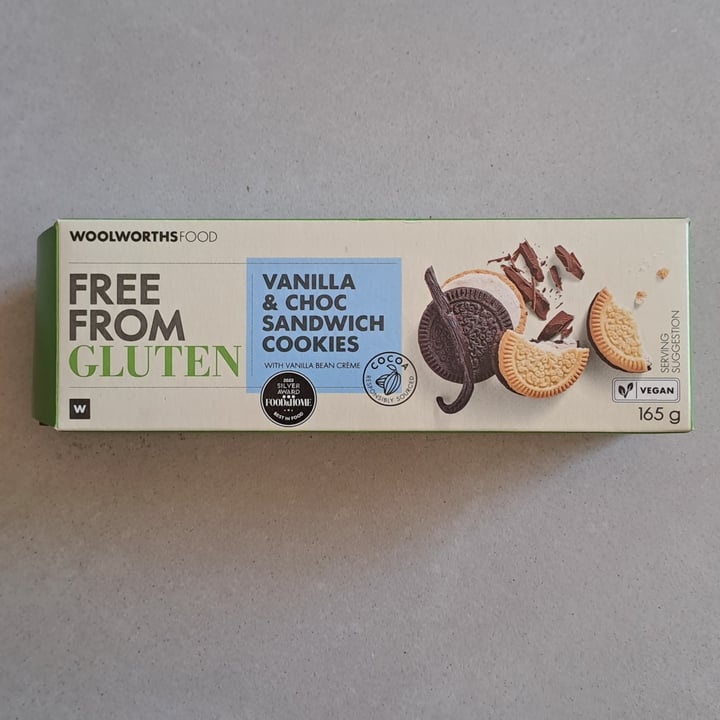 WOOLWORTHSFOOD
FREE
FROM
GLUTEN
W
VANILLA
& CHOC
SANDWICH
COOKIES
WITH VANILLA BEAN CRÈME
2023
SILVER
AWARD
FOOD&HOME
BEST IN FOOD
COCOA
RESPONSIBLY SOURCED
SERVING
SUGGESTION
V VEGAN
165 g